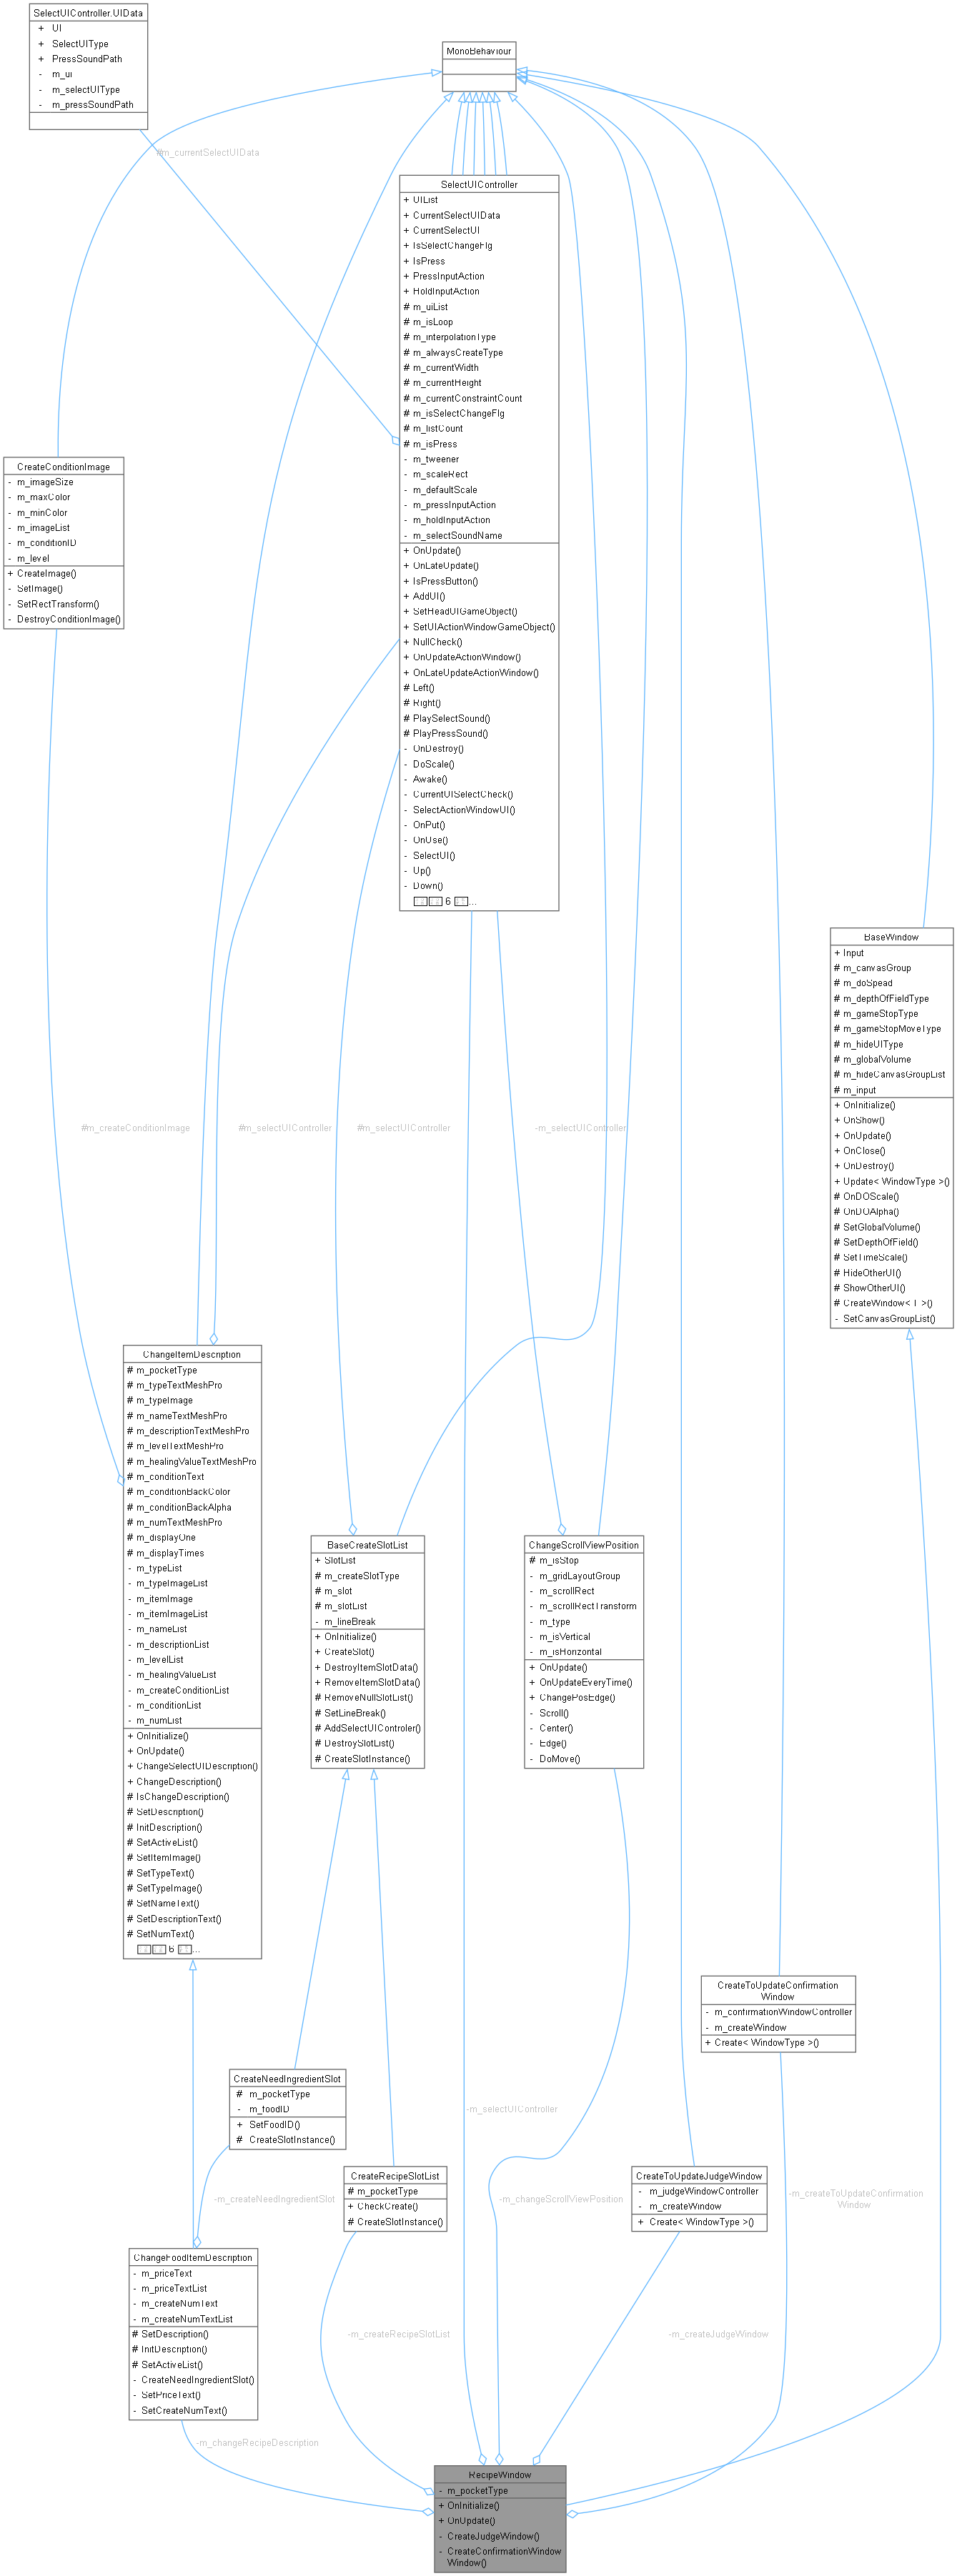 SelectUIController.UIData
+ UI
+ SelectUIType
+ PressSoundPath
- m_ui
- m_selectUIType
- m_pressSoundPath
MonoBehaviour
#m_currentSelectUIData
SelectUIController
+ UIList
+ CurrentSelectUIData
+ CurrentSelectUI
+ IsSelectChangeFlg
+ IsPress
+ PressInputAction
+ HoldInputAction
# m_uiList
# m_isLoop
# m_interpolationType
# m_alwaysCreateType
# m_currentWidth
# m_currentHeight
# m_currentConstraintCount
# m_isSelectChangeFlg
# m_listCount
# m_isPress
- m_tweener
- m_scaleRect
- m_defaultScale
- m_pressInputAction
- m_holdInputAction
- m_selectSoundName
+ OnUpdate()
+ OnLateUpdate()
+ IsPressButton()
+ AddUI()
+ SetHeadUIGameObject()
+ SetUIActionWindowGameObject()
+ NullCheck()
+ OnUpdateActionWindow()
+ OnLateUpdateActionWindow()
# Left()
# Right()
# PlaySelectSound()
# PlayPressSound()
- OnDestroy()
- DoScale()
- Awake()
- CurrentUISelectCheck()
- SelectActionWindowUI()
- OnPut()
- OnUse()
- SelectUI()
- Up()
- Down()
6 ...
CreateConditionImage
- m_imageSize
- m_maxColor
- m_minColor
- m_imageList
- m_conditionID
- m_level
+ CreateImage()
- SetImage()
- SetRectTransform()
- DestroyConditionImage()
BaseWindow
+ Input
# m_canvasGroup
# m_doSpead
# m_depthOfFieldType
# m_gameStopType
# m_gameStopMoveType
# m_hideUIType
# m_globalVolume
# m_hideCanvasGroupList
# m_input
+ OnInitialize()
+ OnShow()
+ OnUpdate()
+ OnClose()
+ OnDestroy()
+ Update< WindowType >()
# OnDOScale()
# OnDOAlpha()
# SetGlobalVolume()
# SetDepthOfField()
# SetTimeScale()
# HideOtherUI()
# ShowOtherUI()
# CreateWindow< T >()
- SetCanvasGroupList()
#m_createConditionImage
#m_selectUIController
#m_selectUIController
-m_selectUIController
ChangeItemDescription
# m_pocketType
# m_typeTextMeshPro
# m_typeImage
# m_nameTextMeshPro
# m_descriptionTextMeshPro
# m_levelTextMeshPro
# m_healingValueTextMeshPro
# m_conditionText
# m_conditionBackColor
# m_conditionBackAlpha
# m_numTextMeshPro
# m_displayOne
# m_displayTimes
- m_typeList
- m_typeImageList
- m_itemImage
- m_itemImageList
- m_nameList
- m_descriptionList
- m_levelList
- m_healingValueList
- m_createConditionList
- m_conditionList
- m_numList
+ OnInitialize()
+ OnUpdate()
+ ChangeSelectUIDescription()
+ ChangeDescription()
# IsChangeDescription()
# SetDescription()
# InitDescription()
# SetActiveList()
# SetItemImage()
# SetTypeText()
# SetTypeImage()
# SetNameText()
# SetDescriptionText()
# SetNumText()
6 ...
BaseCreateSlotList
+ SlotList
# m_createSlotType
# m_slot
# m_slotList
- m_lineBreak
+ OnInitialize()
+ CreateSlot()
+ DestroyItemSlotData()
+ RemoveItemSlotData()
# RemoveNullSlotList()
# SetLineBreak()
# AddSelectUIControler()
# DestroySlotList()
# CreateSlotInstance()
ChangeScrollViewPosition
# m_isStop
- m_gridLayoutGroup
- m_scrollRect
- m_scrollRectTransform
- m_type
- m_isVertical
- m_isHorizontal
+ OnUpdate()
+ OnUpdateEveryTime()
+ ChangePosEdge()
- Scroll()
- Center()
- Edge()
- DoMove()
CreateToUpdateConfirmation
Window
- m_confirmationWindowController
- m_createWindow
+ Create< WindowType >()
CreateNeedIngredientSlot
# m_pocketType
- m_foodID
+ SetFoodID()
# CreateSlotInstance()
-m_selectUIController
CreateRecipeSlotList
# m_pocketType
+ CheckCreate()
# CreateSlotInstance()
CreateToUpdateJudgeWindow
- m_judgeWindowController
- m_createWindow
+ Create< WindowType >()
-m_createNeedIngredientSlot
-m_changeScrollViewPosition
-m_createToUpdateConfirmation
Window
ChangeFoodItemDescription
- m_priceText
- m_priceTextList
- m_createNumText
- m_createNumTextList
# SetDescription()
# InitDescription()
# SetActiveList()
- CreateNeedIngredientSlot()
- SetPriceText()
- SetCreateNumText()
-m_createRecipeSlotList
-m_createJudgeWindow
-m_changeRecipeDescription
RecipeWindow
- m_pocketType
+ OnInitialize()
+ OnUpdate()
- CreateJudgeWindow()
- CreateConfirmationWindow
Window()